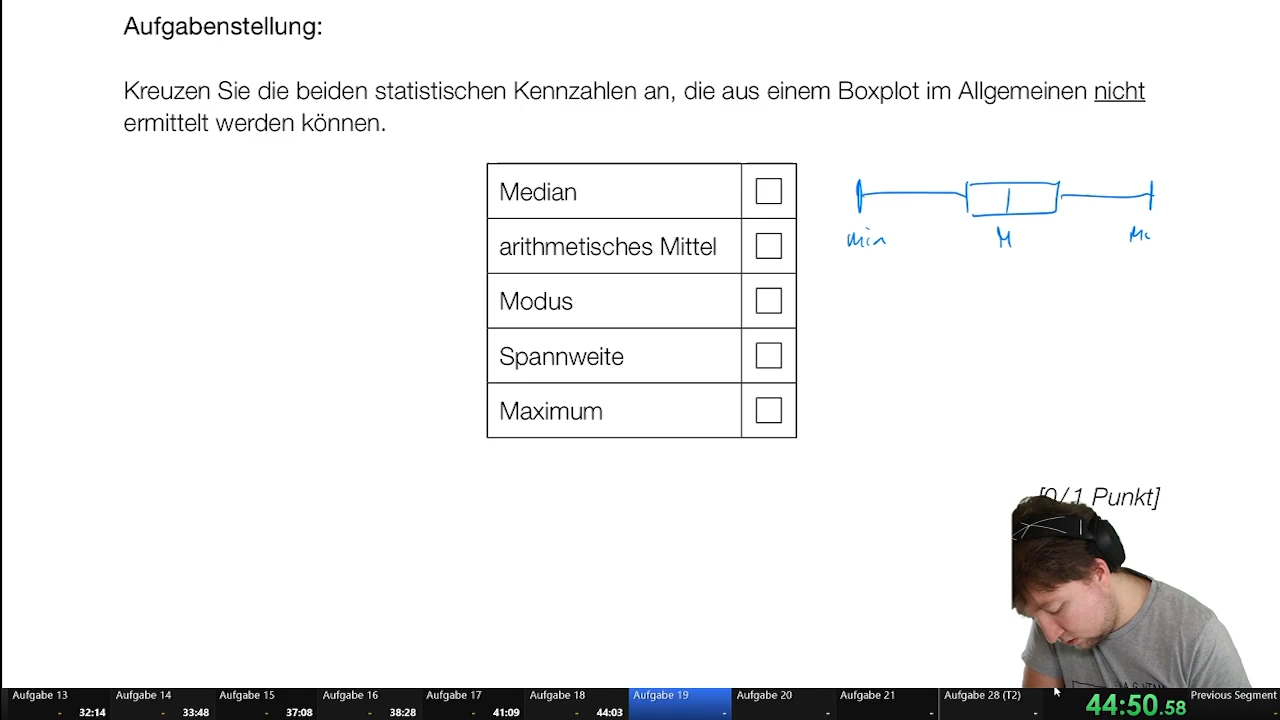 Aufgabenstellung:
Kreuzen Sie die beiden statistischen Kennzahlen an, die aus einem Boxplot im Allgemeinen nicht
ermittelt werden können.
Median
arithmetisches Mittel
Modus
Spannweite
Maximum
min M
[0/1 Punkt]
Aufgabe 13 Aufgabe 14 Aufgabe 15 Aufgabe 16 Aufgabe 17 Aufgabe 18 Aufgabe 19 Aufgabe 20 Aufgabe 21 Aufgabe 28 (T2) Previous Segment
- 32:14 - 33:48 - 37:08 - 38:28 - 41:09 - 44:03 - - - - 44:50.58 -